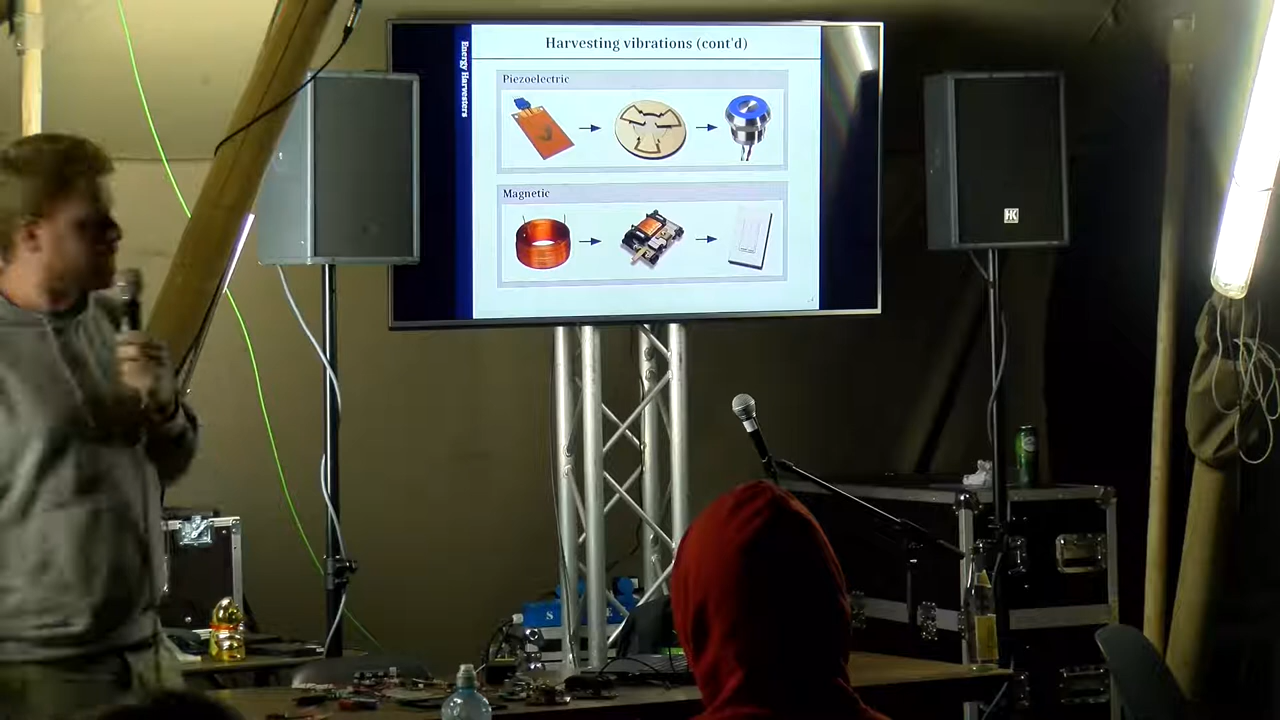 Harvesting vibrations (cont'd)
Energy Harvesters
Piezoelectric
Magnetic
HK
S